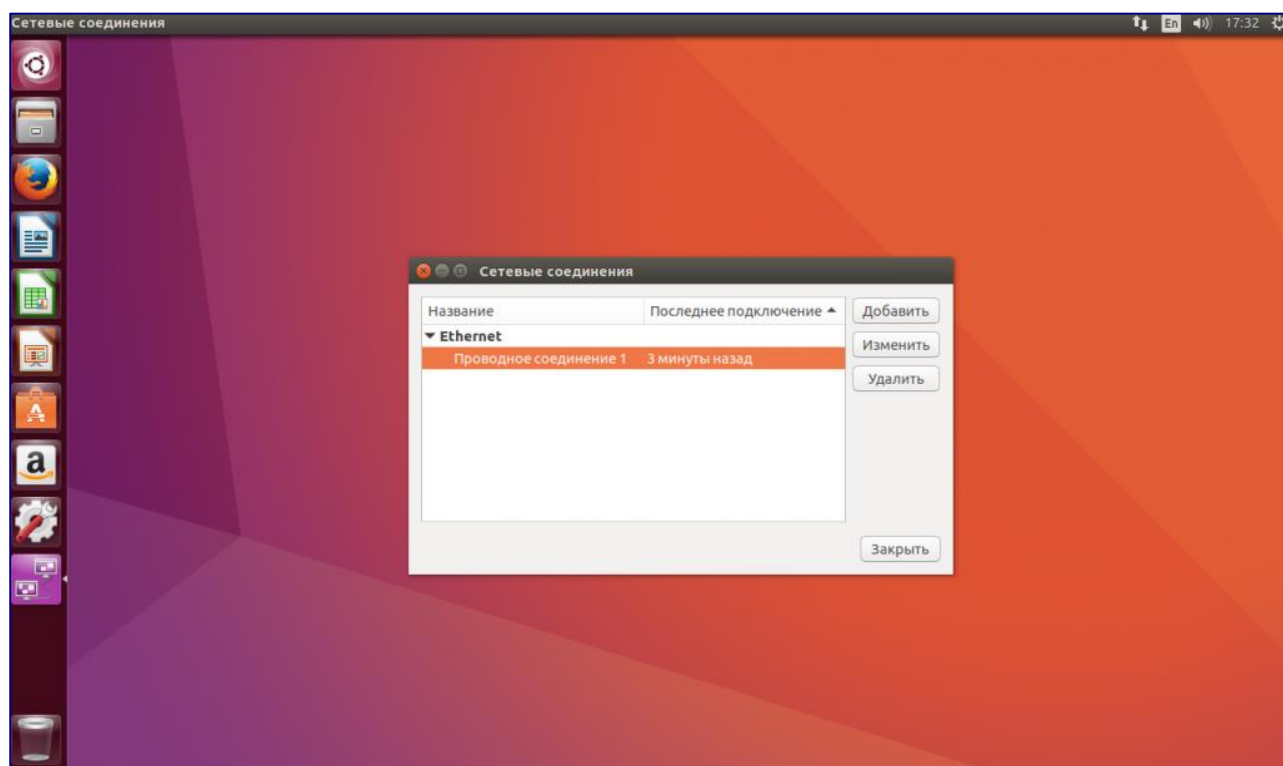 Сетевые соединения
En
17:32
Сетевые соединения
Название
Последнее подключение
Добавить
Ethernet
Изменить
Проводное соединение 1
3 минуты назад
Удалить
Закрыть